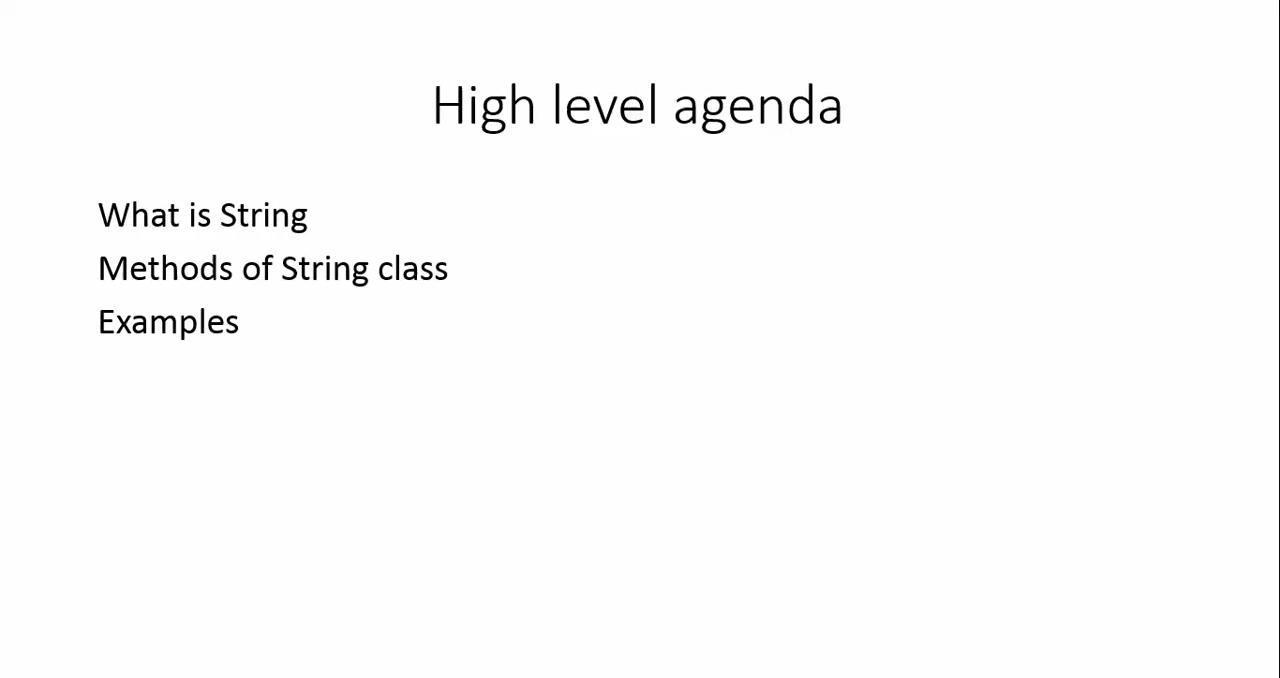 High level agenda
What is String
Methods of String class
Examples